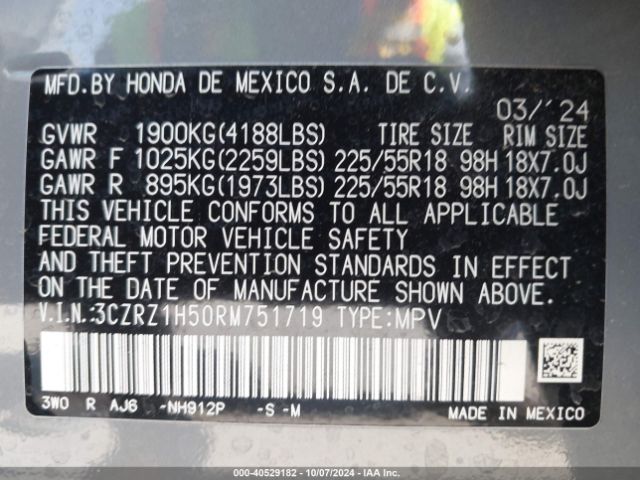 MFD.BY HONDA DE MEXICO S.A. DE C.V.
03/'24
GVWR 1900KG(4188LBS) TIRE SIZE RIM SIZE
GAWR F 1025KG(2259LBS) 225/55R18 98H 18X7.0J
GAWR R 895KG(1973LBS) 225/55R18 98H 18X7.0J
THIS VEHICLE CONFORMS TO ALL APPLICABLE
FEDERAL MOTOR VEHICLE SAFETY
AND THEFT PREVENTION STANDARDS IN EFFECT
ON THE DATE OF MANUFACTURE SHOWN ABOVE.
V.I.N.:3CZRZ1H50RM751719 TYPE:MPV
3W0 R AJ6 -NH912P -S -M
MADE IN MEXICO
000-40529182 - 10/07/2024 - IAA Inc.